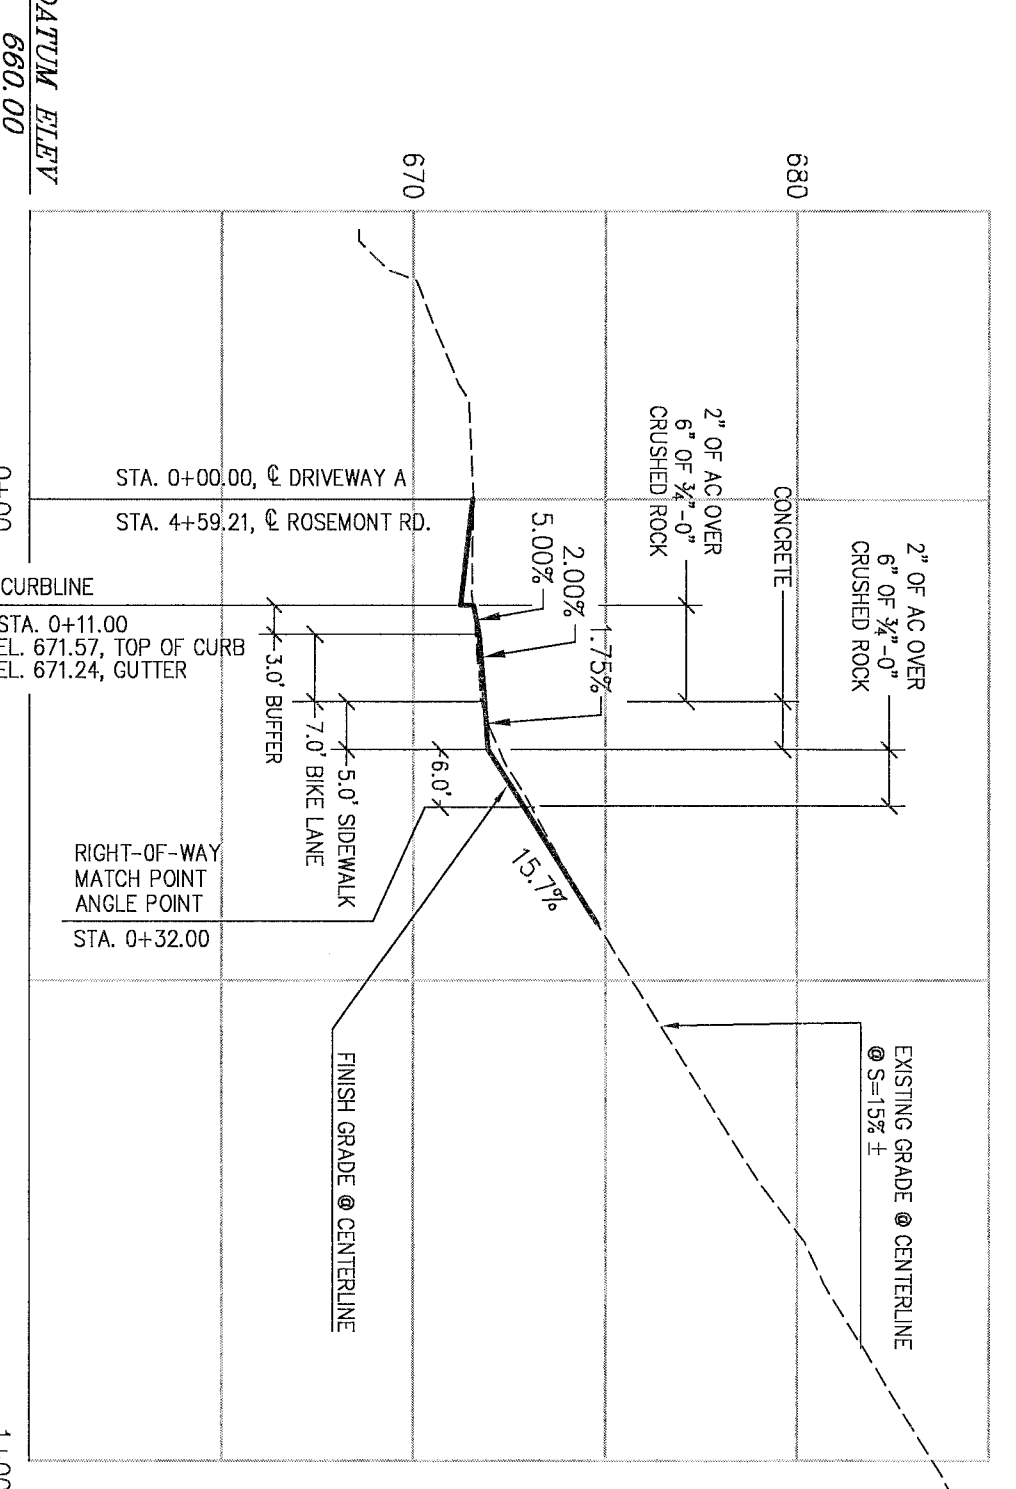 DATUM ELEV
660.00
670
680
STA. 0+00.00, ℄ DRIVEWAY A
STA. 4+59.21, ℄ ROSEMONT RD.
CURBLINE
STA. 0+11.00
EL. 671.57, TOP OF CURB
EL. 671.24, GUTTER
3.0' BUFFER
7.0' BIKE LANE
5.0' SIDEWALK
6.0'
RIGHT-OF-WAY
MATCH POINT
ANGLE POINT
STA. 0+32.00
5.00%
2.00%
1.75%
15.7%
2" OF AC OVER
6" OF ¾"-0"
CRUSHED ROCK
CONCRETE
2" OF AC OVER
6" OF ¾"-0"
CRUSHED ROCK
FINISH GRADE @ CENTERLINE
EXISTING GRADE @ CENTERLINE
@ S=15% ±
0+00
1+00